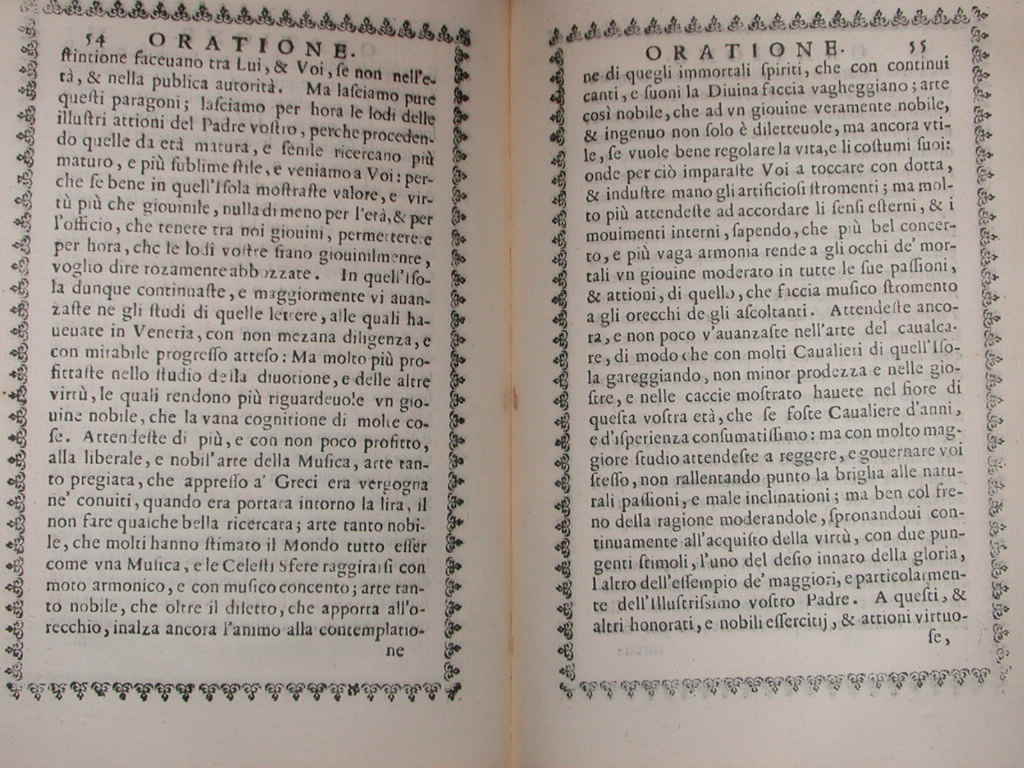 54 ORATIONE.
ſtintione faceuano tra Lui, & Voi, ſe non nell'e-
tà, & nella publica autorità. Ma laſciamo pure
queſti paragoni; laſciamo per hora le lodi delle
illuſtri attioni del Padre voſtro, perche proceden-
do quelle da età matura, e ſenile ricercano più
maturo, e più ſublime ſtile, e veniamo a Voi: per-
che ſe bene in quell'Iſola moſtraſte valore, e vir-
tù più che giouinile, nulla di meno per l'età, & per
l'officio, che tenete tra noi giouini, permetterete
per hora, che le lodi voſtre ſiano giouinilmente,
voglio dire rozamente abbozzate. In quell'Iſo-
la dunque continuaſte, e maggiormente vi auan-
zaſte ne gli ſtudi di quelle lettere, alle quali ha-
ueuate in Venetia, con non mezana diligenza, e
con mirabile progreſſo atteſo: Ma molto più pro-
fittaſte nello ſtudio della diuotione, e delle altre
virtù, le quali rendono più riguardeuole vn gio-
uine nobile, che la vana cognitione di molte co-
ſe. Attendeſte di più, e con non poco profitto,
alla liberale, e nobil'arte della Muſica, arte tan-
to pregiata, che appreſſo a' Greci era vergogna
ne' conuiti, quando era portata intorno la lira, il
non fare qualche bella ricercata; arte tanto nobi-
le, che molti hanno ſtimato il Mondo tutto eſſer
come vna Muſica, e le Celeſti Sfere raggirarſi con
moto armonico, e con muſico concento; arte tan-
to nobile, che oltre il diletto, che apporta all'o-
recchio, inalza ancora l'animo alla contemplatio-
ne
ORATIONE. 55
ne di quegli immortali ſpiriti, che con continui
canti, e ſuoni la Diuina faccia vagheggiano; arte
così nobile, che ad vn giouine veramente nobile,
& ingenuo non ſolo è diletteuole, ma ancora vti-
le, ſe vuole bene regolare la vita, e li coſtumi ſuoi:
onde per ciò imparaſte Voi a toccare con dotta,
& induſtre mano gli artificioſi ſtromenti; ma mol-
to più attendeſte ad accordare li ſenſi eſterni, & i
mouimenti interni, ſapendo, che più bel concer-
to, e più vaga armonia rende a gli occhi de' mor-
tali vn giouine moderato in tutte le ſue paſſioni,
& attioni, di quello, che faccia muſico ſtromento
a gli orecchi de gli aſcoltanti. Attendeſte anco-
ra, e non poco v'auanzaſte nell'arte del caualca-
re, di modo che con molti Caualieri di quell'Iſo-
la gareggiando, non minor prodezza e nelle gio-
ſtre, e nelle caccie moſtrato hauete nel fiore di
queſta voſtra età, che ſe foſte Caualiere d'anni,
e d'iſperienza conſumatiſſimo: ma con molto mag-
giore ſtudio attendeſte a reggere, e gouernare voi
ſteſſo, non rallentando punto la briglia alle natu-
rali paſſioni, e male inclinationi; ma ben col fre-
no della ragione moderandole, ſpronandoui con-
tinuamente all'acquiſto della virtù, con due pun-
genti ſtimoli, l'uno del deſio innato della gloria,
l'altro dell'eſſempio de' maggiori, e particolarmen-
te dell'Illuſtriſsimo voſtro Padre. A queſti, &
altri honorati, e nobili eſſercitij, & attioni virtuo-
ſe,